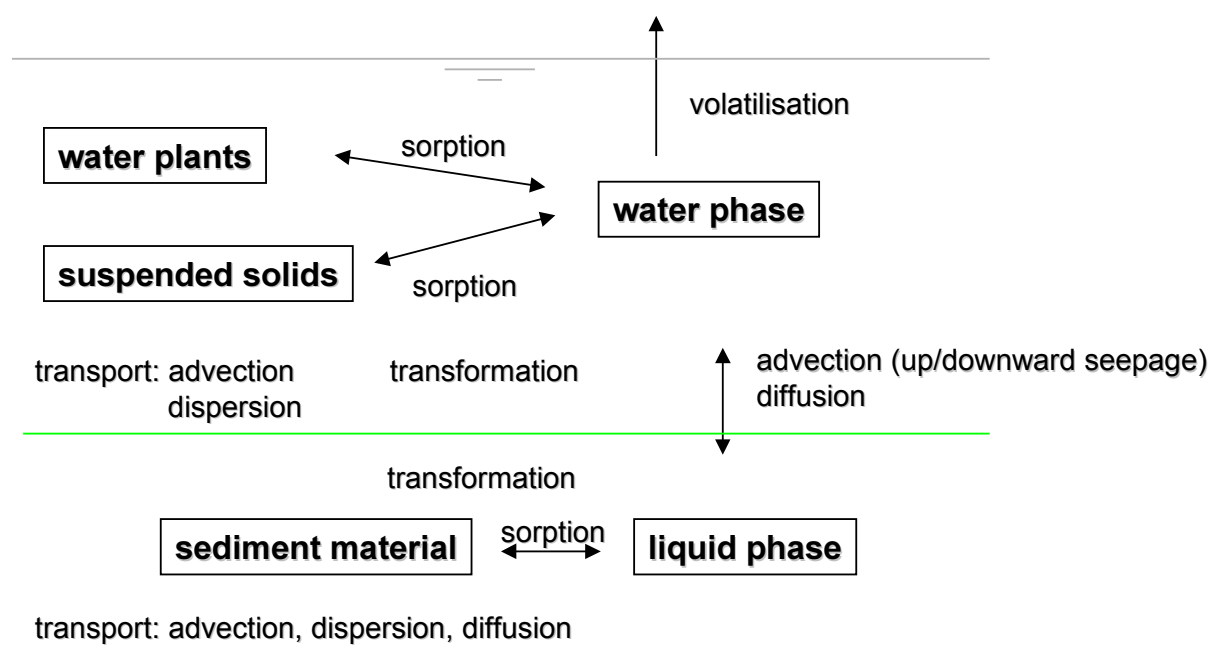 volatilisation
water plants
sorption
water phase
suspended solids
sorption
transport: advection
dispersion
transformation
advection (up/downward seepage)
diffusion
transformation
sediment material
sorption
liquid phase
transport: advection, dispersion, diffusion